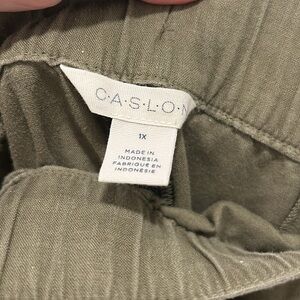 C·A·S·L·O·N
1X
MADE IN
INDONESIA
FABRIQUÉ EN
INDONÉSIE